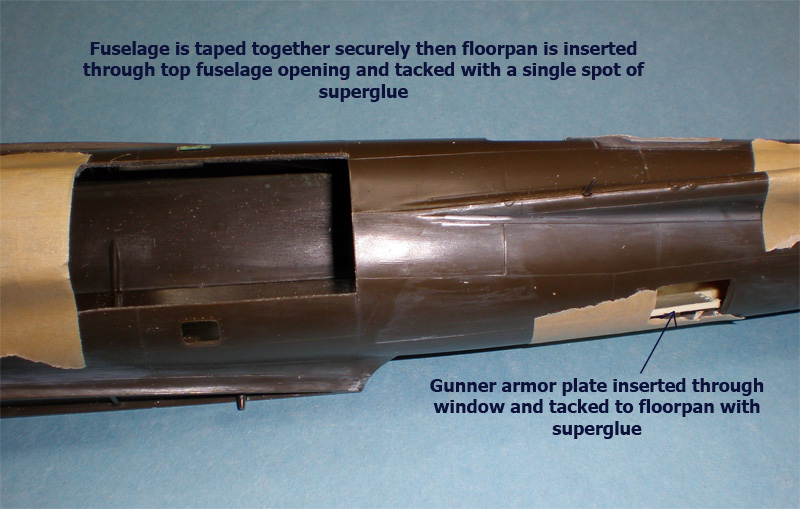 Fuselage is taped together securely then floorpan is inserted
through top fuselage opening and tacked with a single spot of
superglue
Gunner armor plate inserted through
window and tacked to floorpan with
superglue